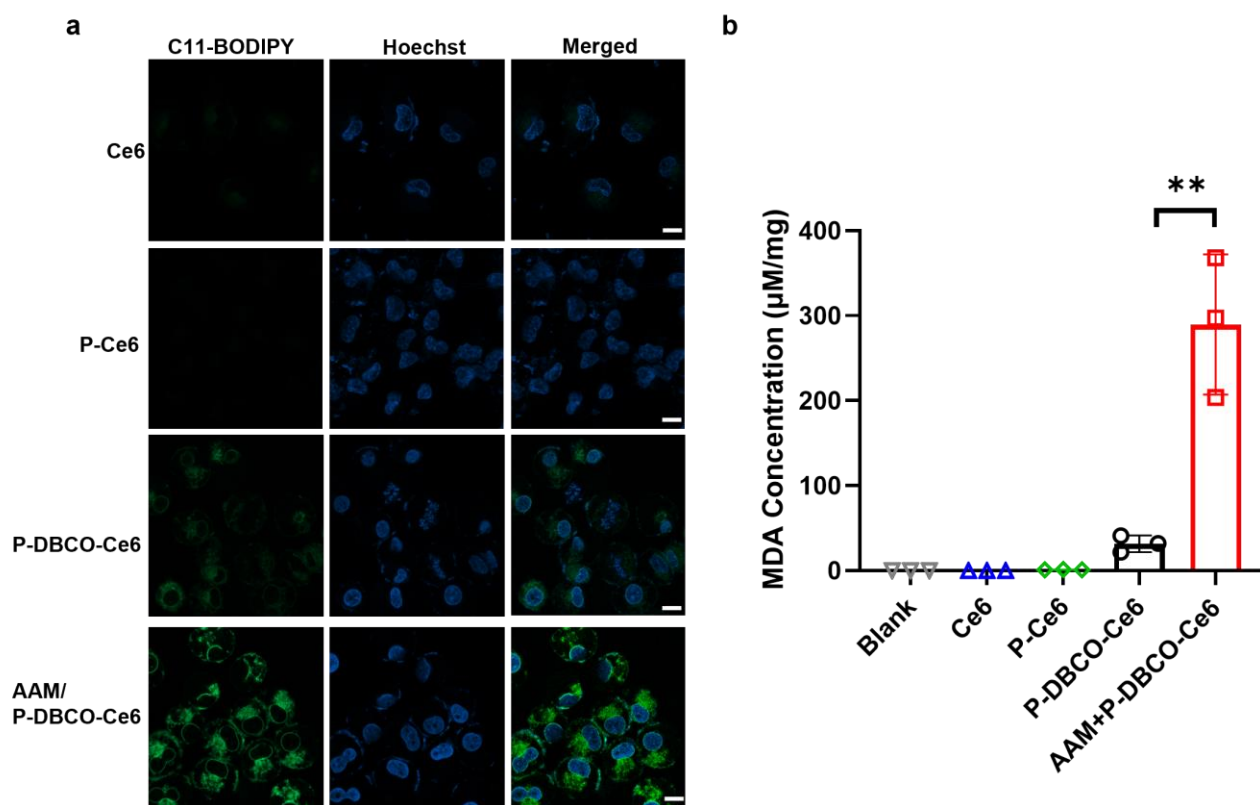 a
C11-BODIPY Hoechst Merged
Ce6
P-Ce6
P-DBCO-Ce6
AAM/
P-DBCO-Ce6
b
**
MDA Concentration (µM/mg)
400
300
200
100
0
Blank
Ce6
P-Ce6
P-DBCO-Ce6
AAM+P-DBCO-Ce6